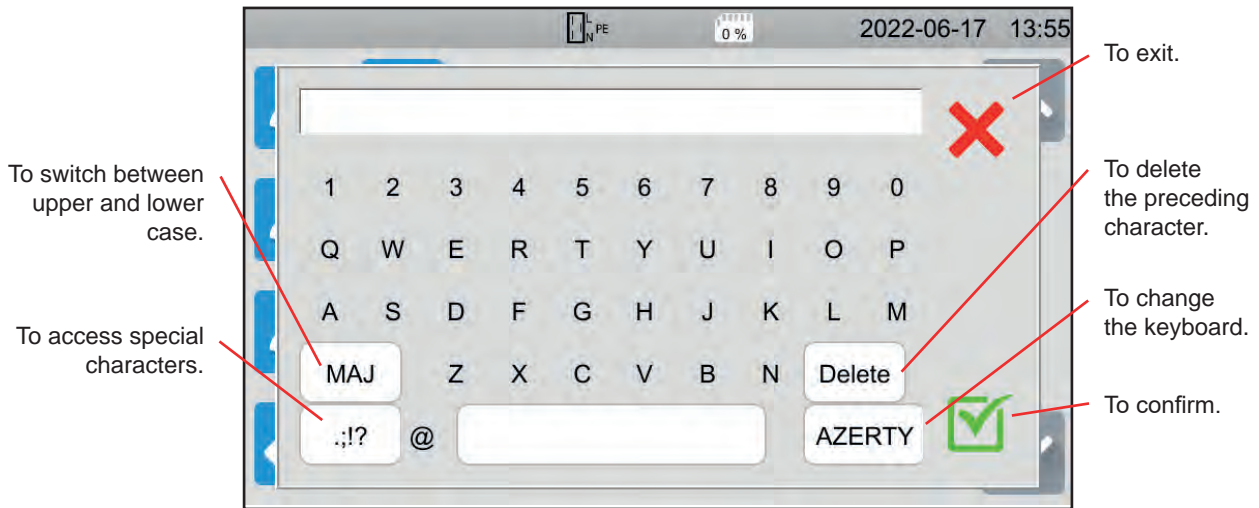 L
N PE
0 %
2022-06-17 13:55
To exit.
To switch between
upper and lower
case.
To access special
characters.
1 2 3 4 5 6 7 8 9 0
Q W E R T Y U I O P
A S D F G H J K L M
MAJ Z X C V B N Delete
.;!? @ AZERTY
To delete
the preceding
character.
To change
the keyboard.
To confirm.